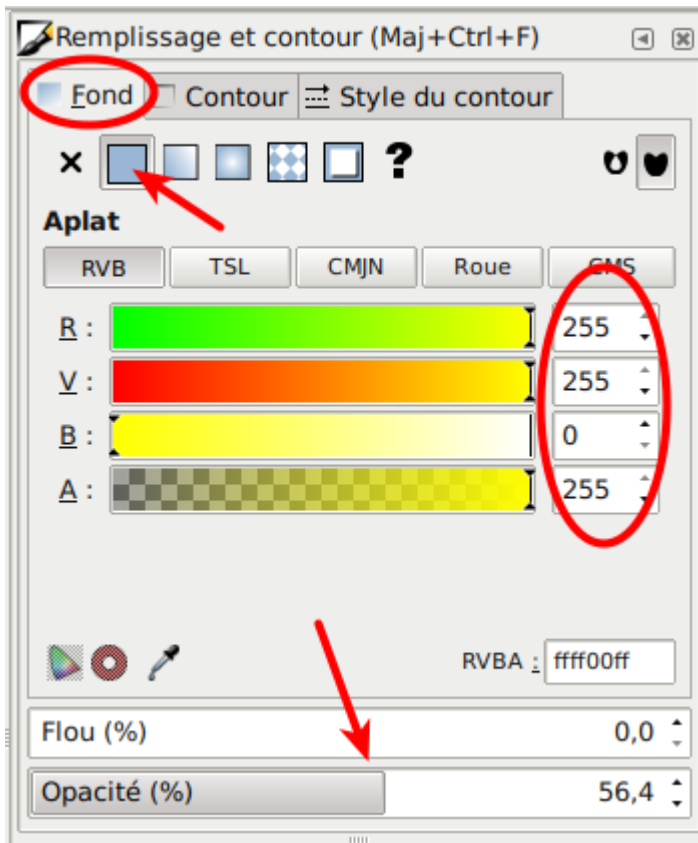 Remplissage et contour (Maj+Ctrl+F)
Fond Contour Style du contour
?
Aplat
RVB TSL CMJN Roue CMS
R : 255
V : 255
B : 0
A : 255
RVBA : ffff00ff
Flou (%) 0,0
Opacité (%) 56,4